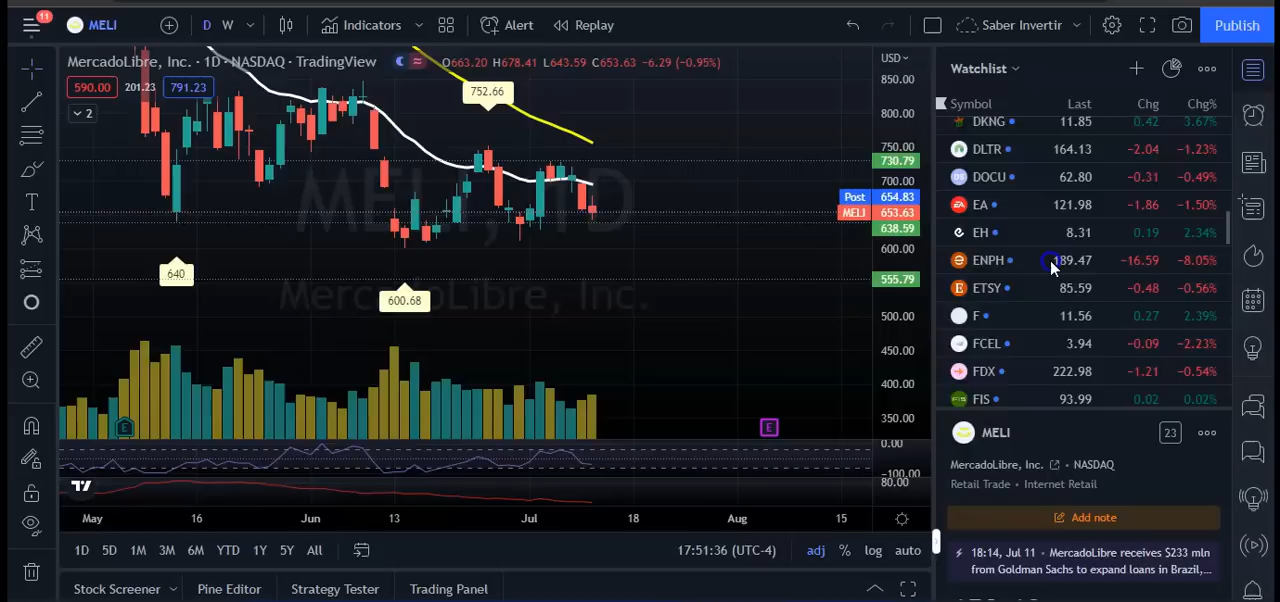 11
MELI
D
W
Indicators
Alert
Replay
Saber Invertir
Publish
MercadoLibre, Inc. · 1D · NASDAQ · TradingView
O663.20 H678.41 L643.59 C653.63 −6.29 (−0.95%)
590.00
201.23
791.23
2
752.66
640
600.68
MELI, 1D
MercadoLibre, Inc.
E
E
USD
850.00
800.00
750.00
730.79
700.00
Post 654.83
MELI 653.63
638.59
600.00
555.79
500.00
450.00
400.00
350.00
0.00
−100.00
80.00
May
16
Jun
13
Jul
18
Aug
15
1D
5D
1M
3M
6M
YTD
1Y
5Y
All
17:51:36 (UTC-4)
adj
%
log
auto
Stock Screener
Pine Editor
Strategy Tester
Trading Panel
Watchlist
Symbol Last Chg Chg%
DKNG 11.85 0.42 3.67%
DLTR 164.13 −2.04 −1.23%
DOCU 62.80 −0.31 −0.49%
EA 121.98 −1.86 −1.50%
EH 8.31 0.19 2.34%
ENPH 189.47 −16.59 −8.05%
ETSY 85.59 −0.48 −0.56%
F 11.56 0.27 2.39%
FCEL 3.94 −0.09 −2.23%
FDX 222.98 −1.21 −0.54%
FIS 93.99 0.02 0.02%
MELI
23
MercadoLibre, Inc. • NASDAQ
Retail Trade • Internet Retail
Add note
18:14, Jul 11 • MercadoLibre receives $233 mln
from Goldman Sachs to expand loans in Brazil,...